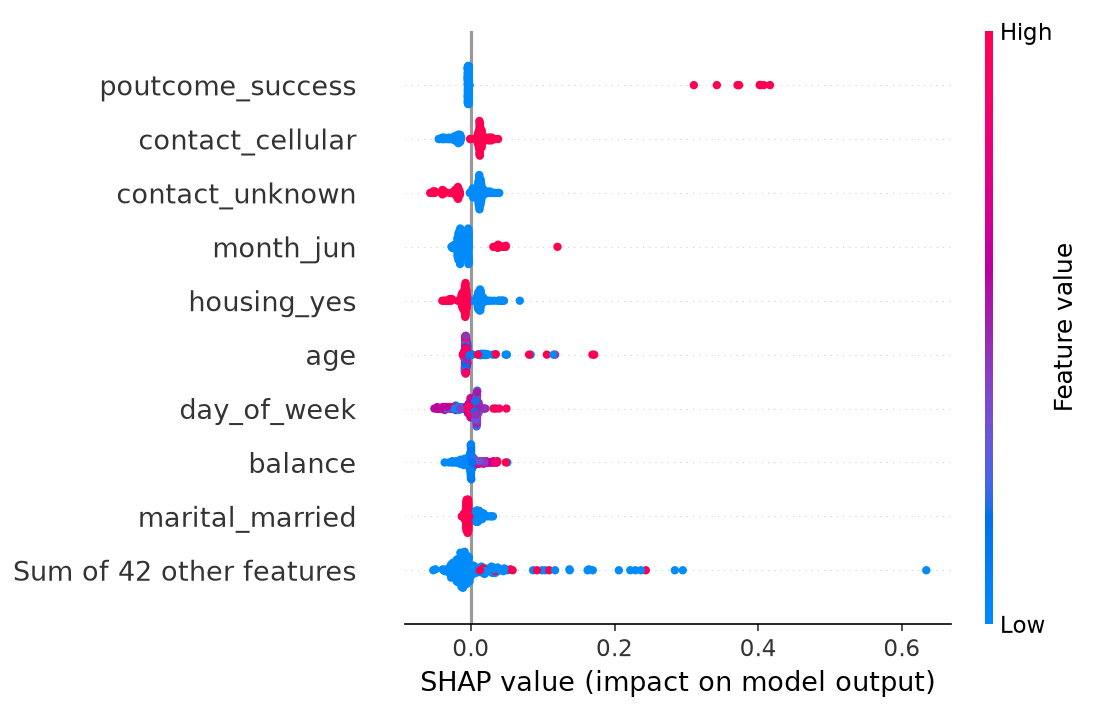 High
poutcome_success
contact_cellular
contact_unknown
month_jun
housing_yes
age
day_of_week
balance
marital_married
Sum of 42 other features
Feature value
Low
0.0 0.2 0.4 0.6
SHAP value (impact on model output)